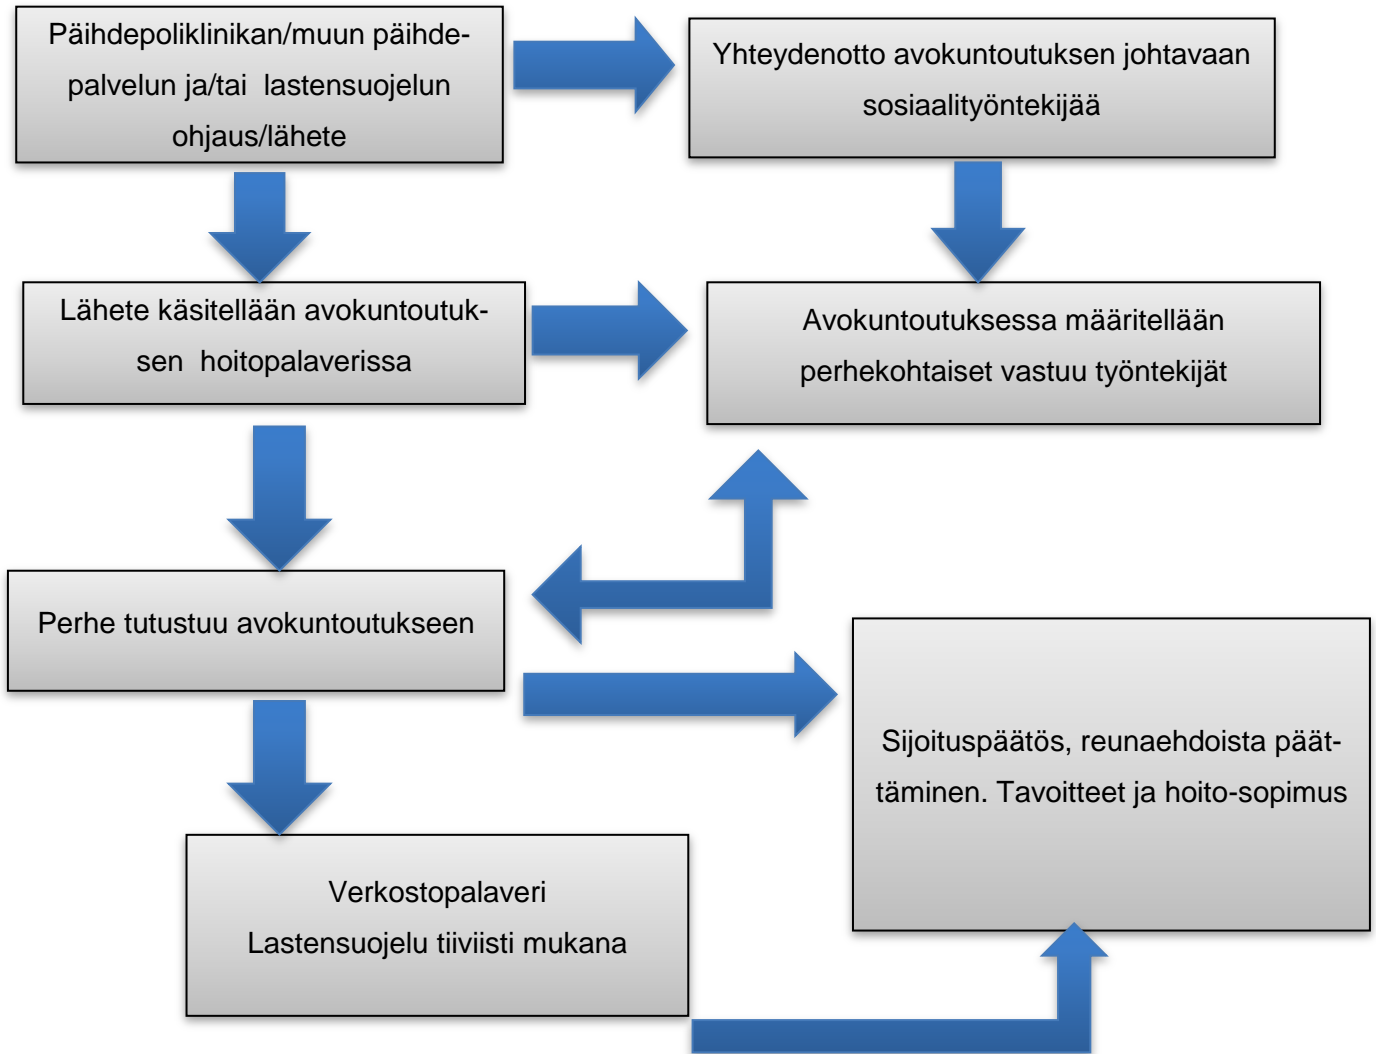 Päihdepoliklinikan/muun päihde-
palvelun ja/tai lastensuojelun
ohjaus/lähete
Yhteydenotto avokuntoutuksen johtavaan
sosiaalityöntekijää
Lähete käsitellään avokuntoutuk-
sen hoitopalaverissa
Avokuntoutuksessa määritellään
perhekohtaiset vastuu työntekijät
Perhe tutustuu avokuntoutukseen
Sijoituspäätös, reunaehdoista päät-
täminen. Tavoitteet ja hoito-sopimus
Verkostopalaveri
Lastensuojelu tiiviisti mukana